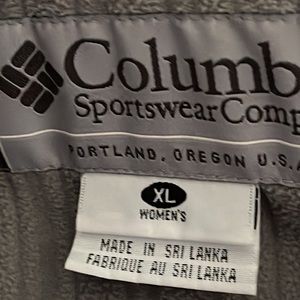 Columb
Sportswear Comp
PORTLAND, OREGON U.S.A
XL
WOMEN'S
MADE IN SRI LANKA
FABRIQUE AU SRI LANKA